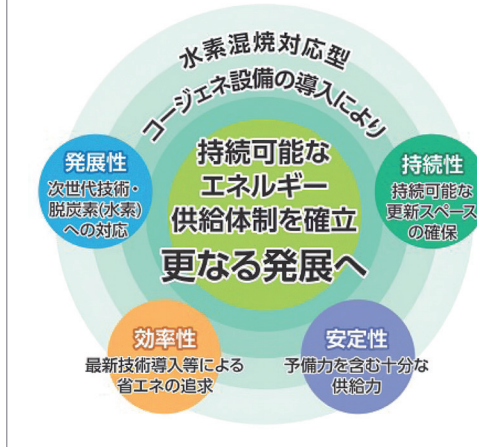 水素混焼対応型
コージェネ設備の導入により
持続可能な
エネルギー
供給体制を確立
更なる発展へ
発展性
次世代技術・
脱炭素(水素)
への対応
持続性
持続可能な
更新スペース
の確保
効率性
最新技術導入等による
省エネの追求
安定性
予備力を含む十分な
供給力